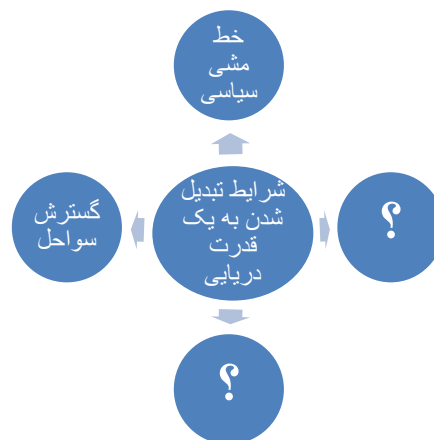 خط
مشی
سیاسی
شرایط تبدیل
شدن به یک
قدرت
دریایی
گسترش
سواحل
؟
؟